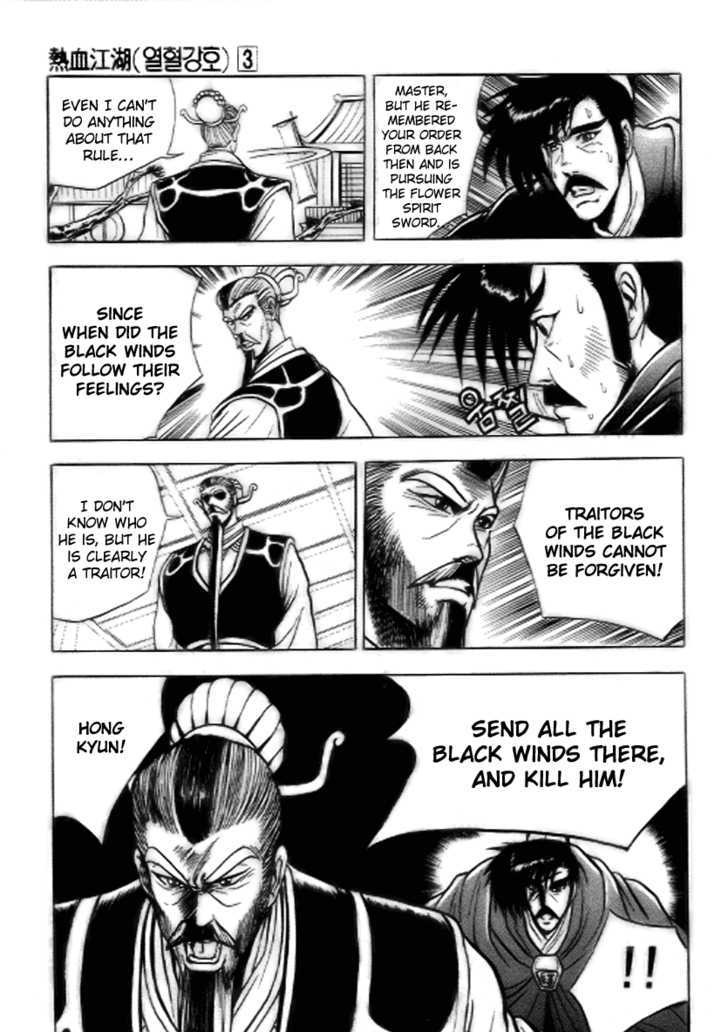 熱血江湖(열혈강호) 3
EVEN I CAN'T
DO ANYTHING
ABOUT THAT
RULE...
MASTER,
BUT HE RE-
MEMBERED
YOUR ORDER
FROM BACK
THEN AND IS
PURSUING
THE FLOWER
SPIRIT
SWORD...
SINCE
WHEN DID THE
BLACK WINDS
FOLLOW THEIR
FEELINGS?
움찔
I DON'T
KNOW WHO
HE IS, BUT HE
IS CLEARLY
A TRAITOR!
TRAITORS
OF THE BLACK
WINDS CANNOT
BE FORGIVEN!
HONG
KYUN!
SEND ALL THE
BLACK WINDS THERE,
AND KILL HIM!
!!